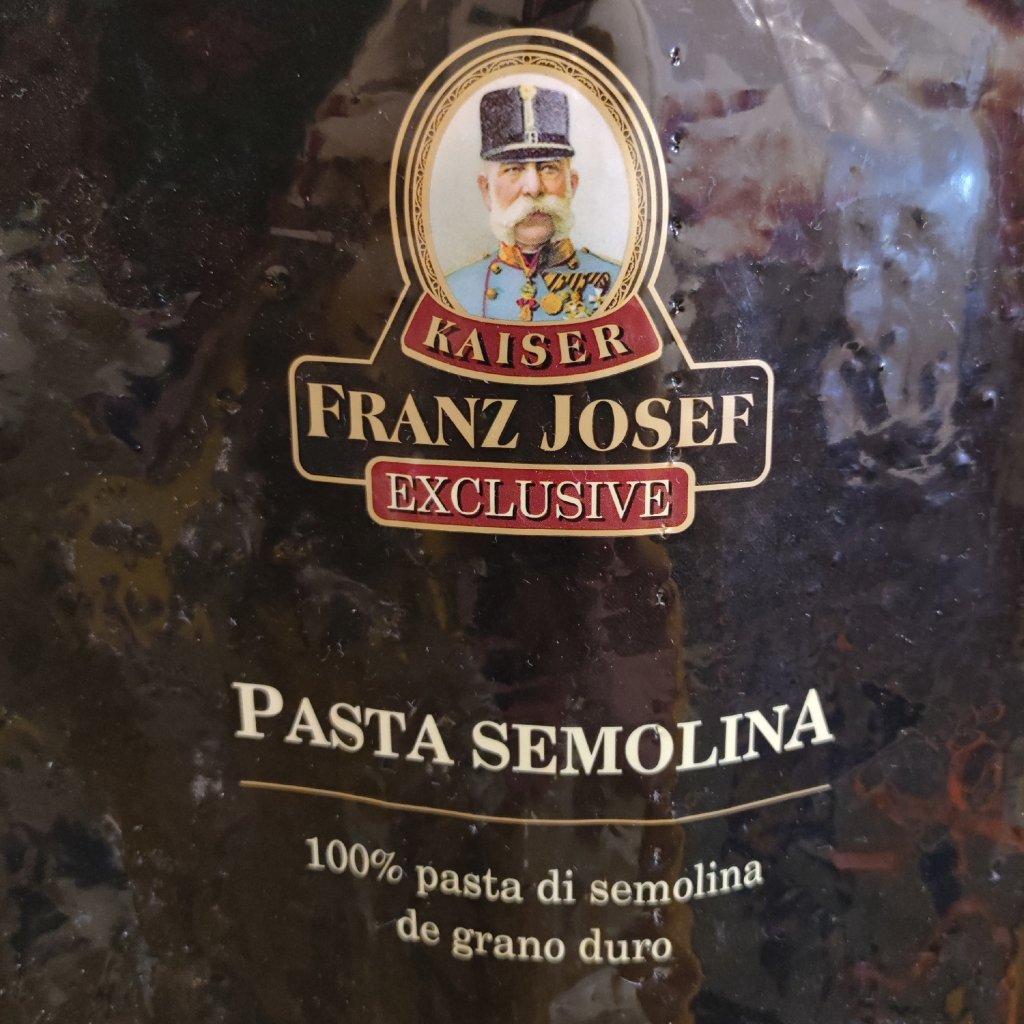 KAISER
FRANZ JOSEF
EXCLUSIVE
PASTA SEMOLINA
100% pasta di semolina
de grano duro